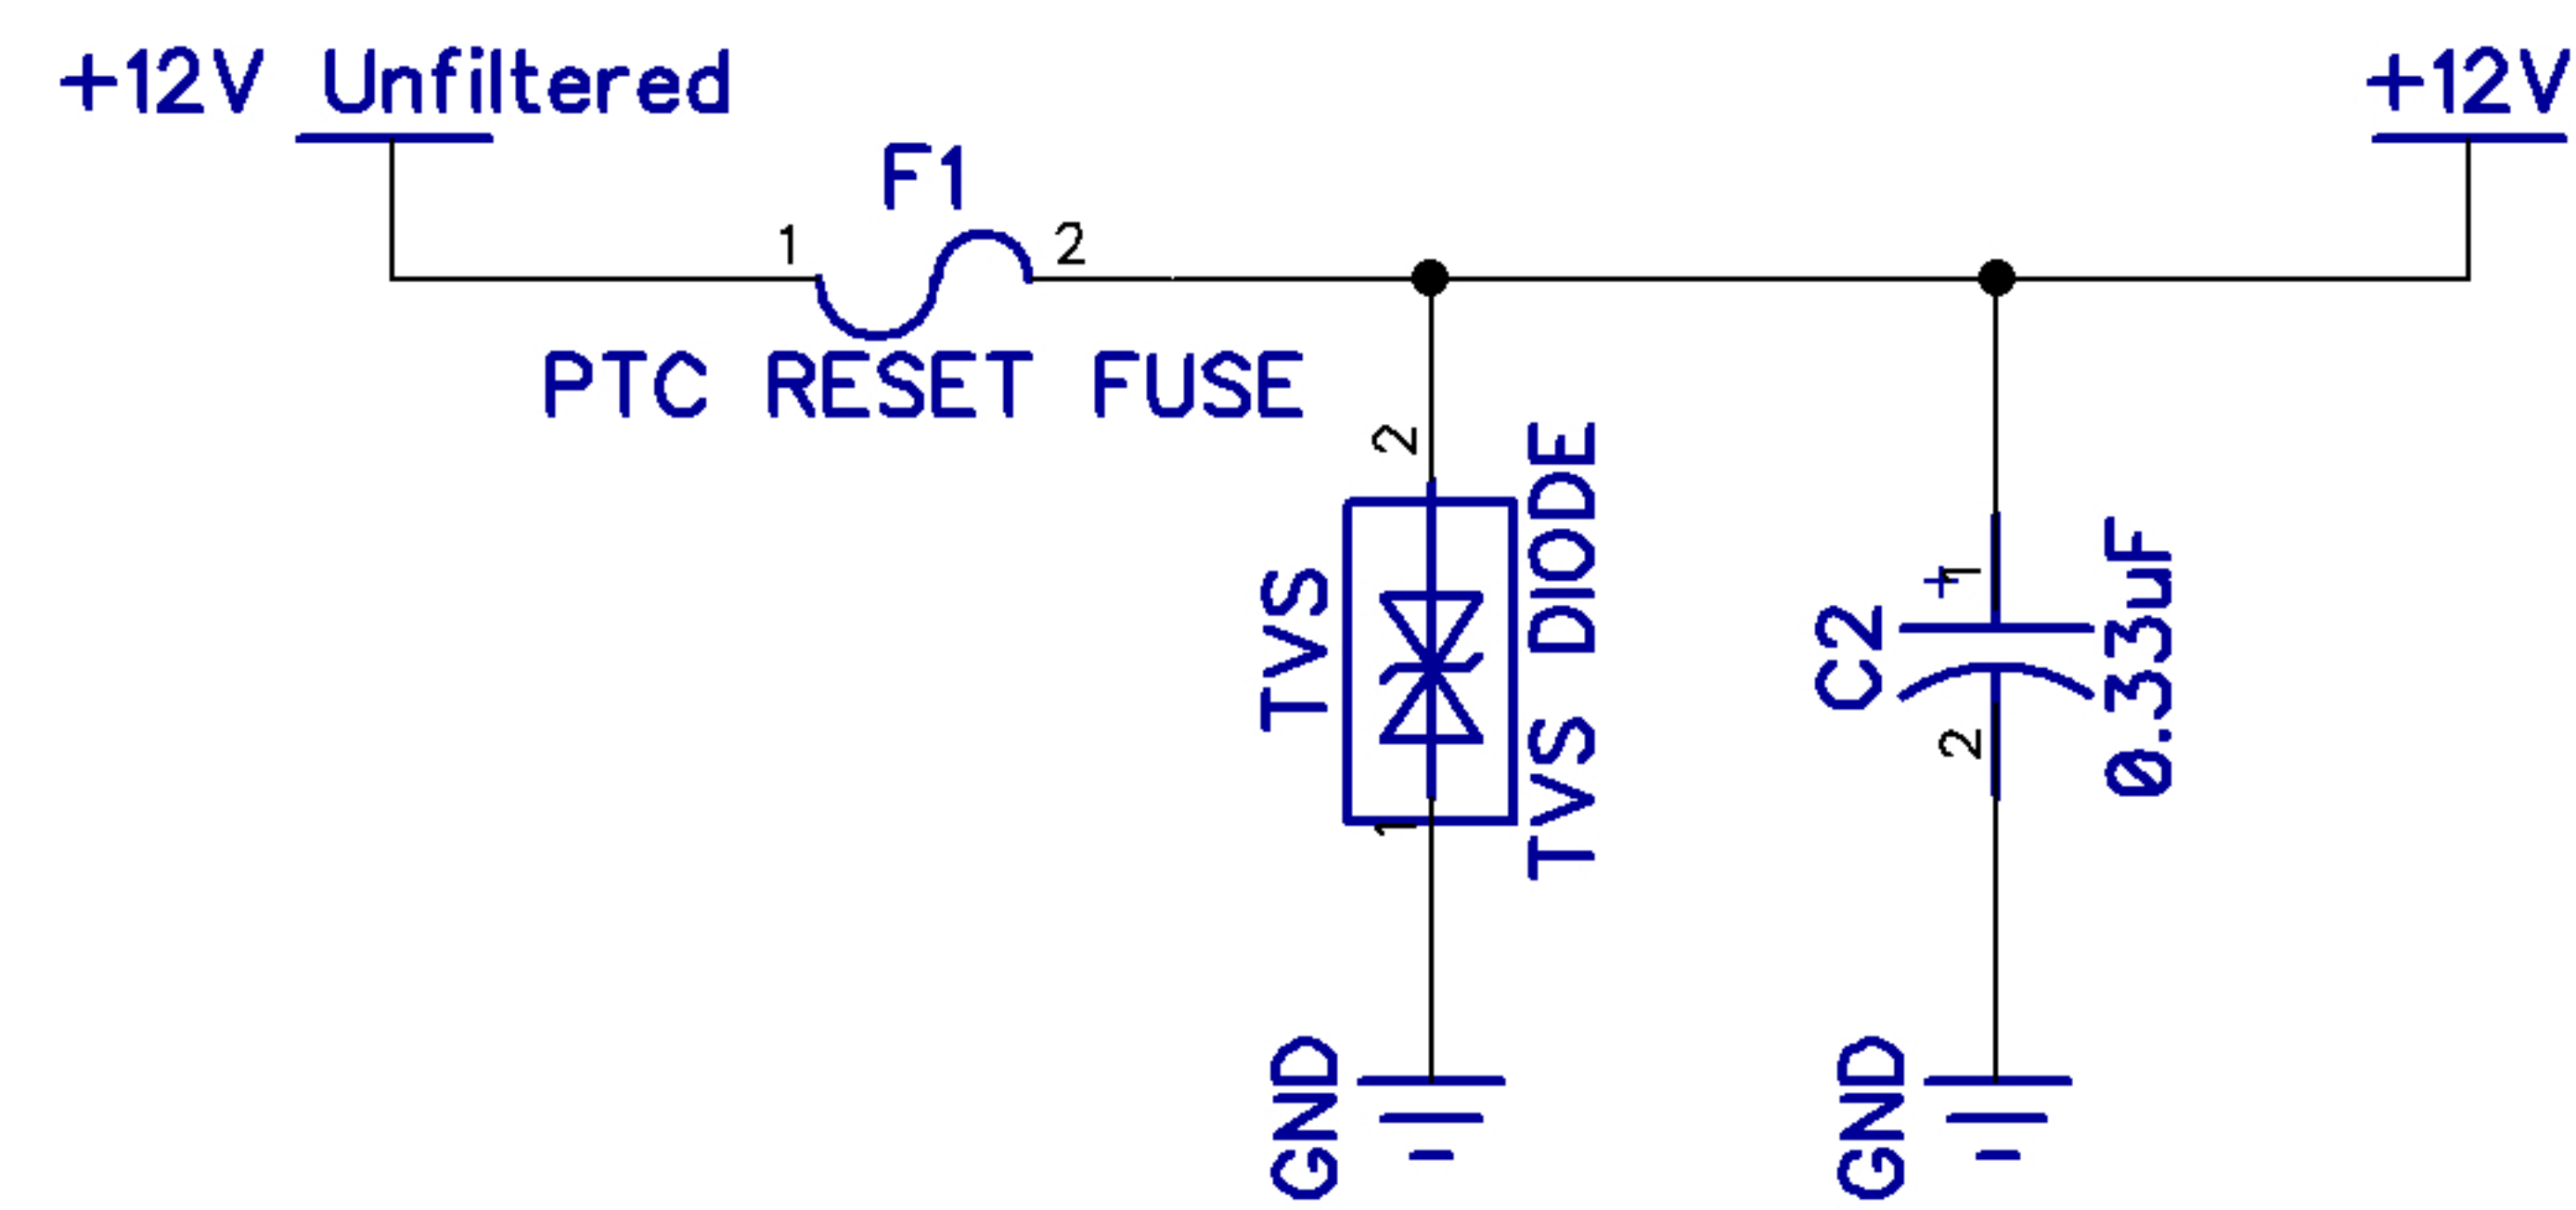 +12V Unfiltered
+12V
F1
1
2
PTC RESET FUSE
2
TVS
TVS DIODE
1
+
1
C2
0.33uF
2
GND
GND